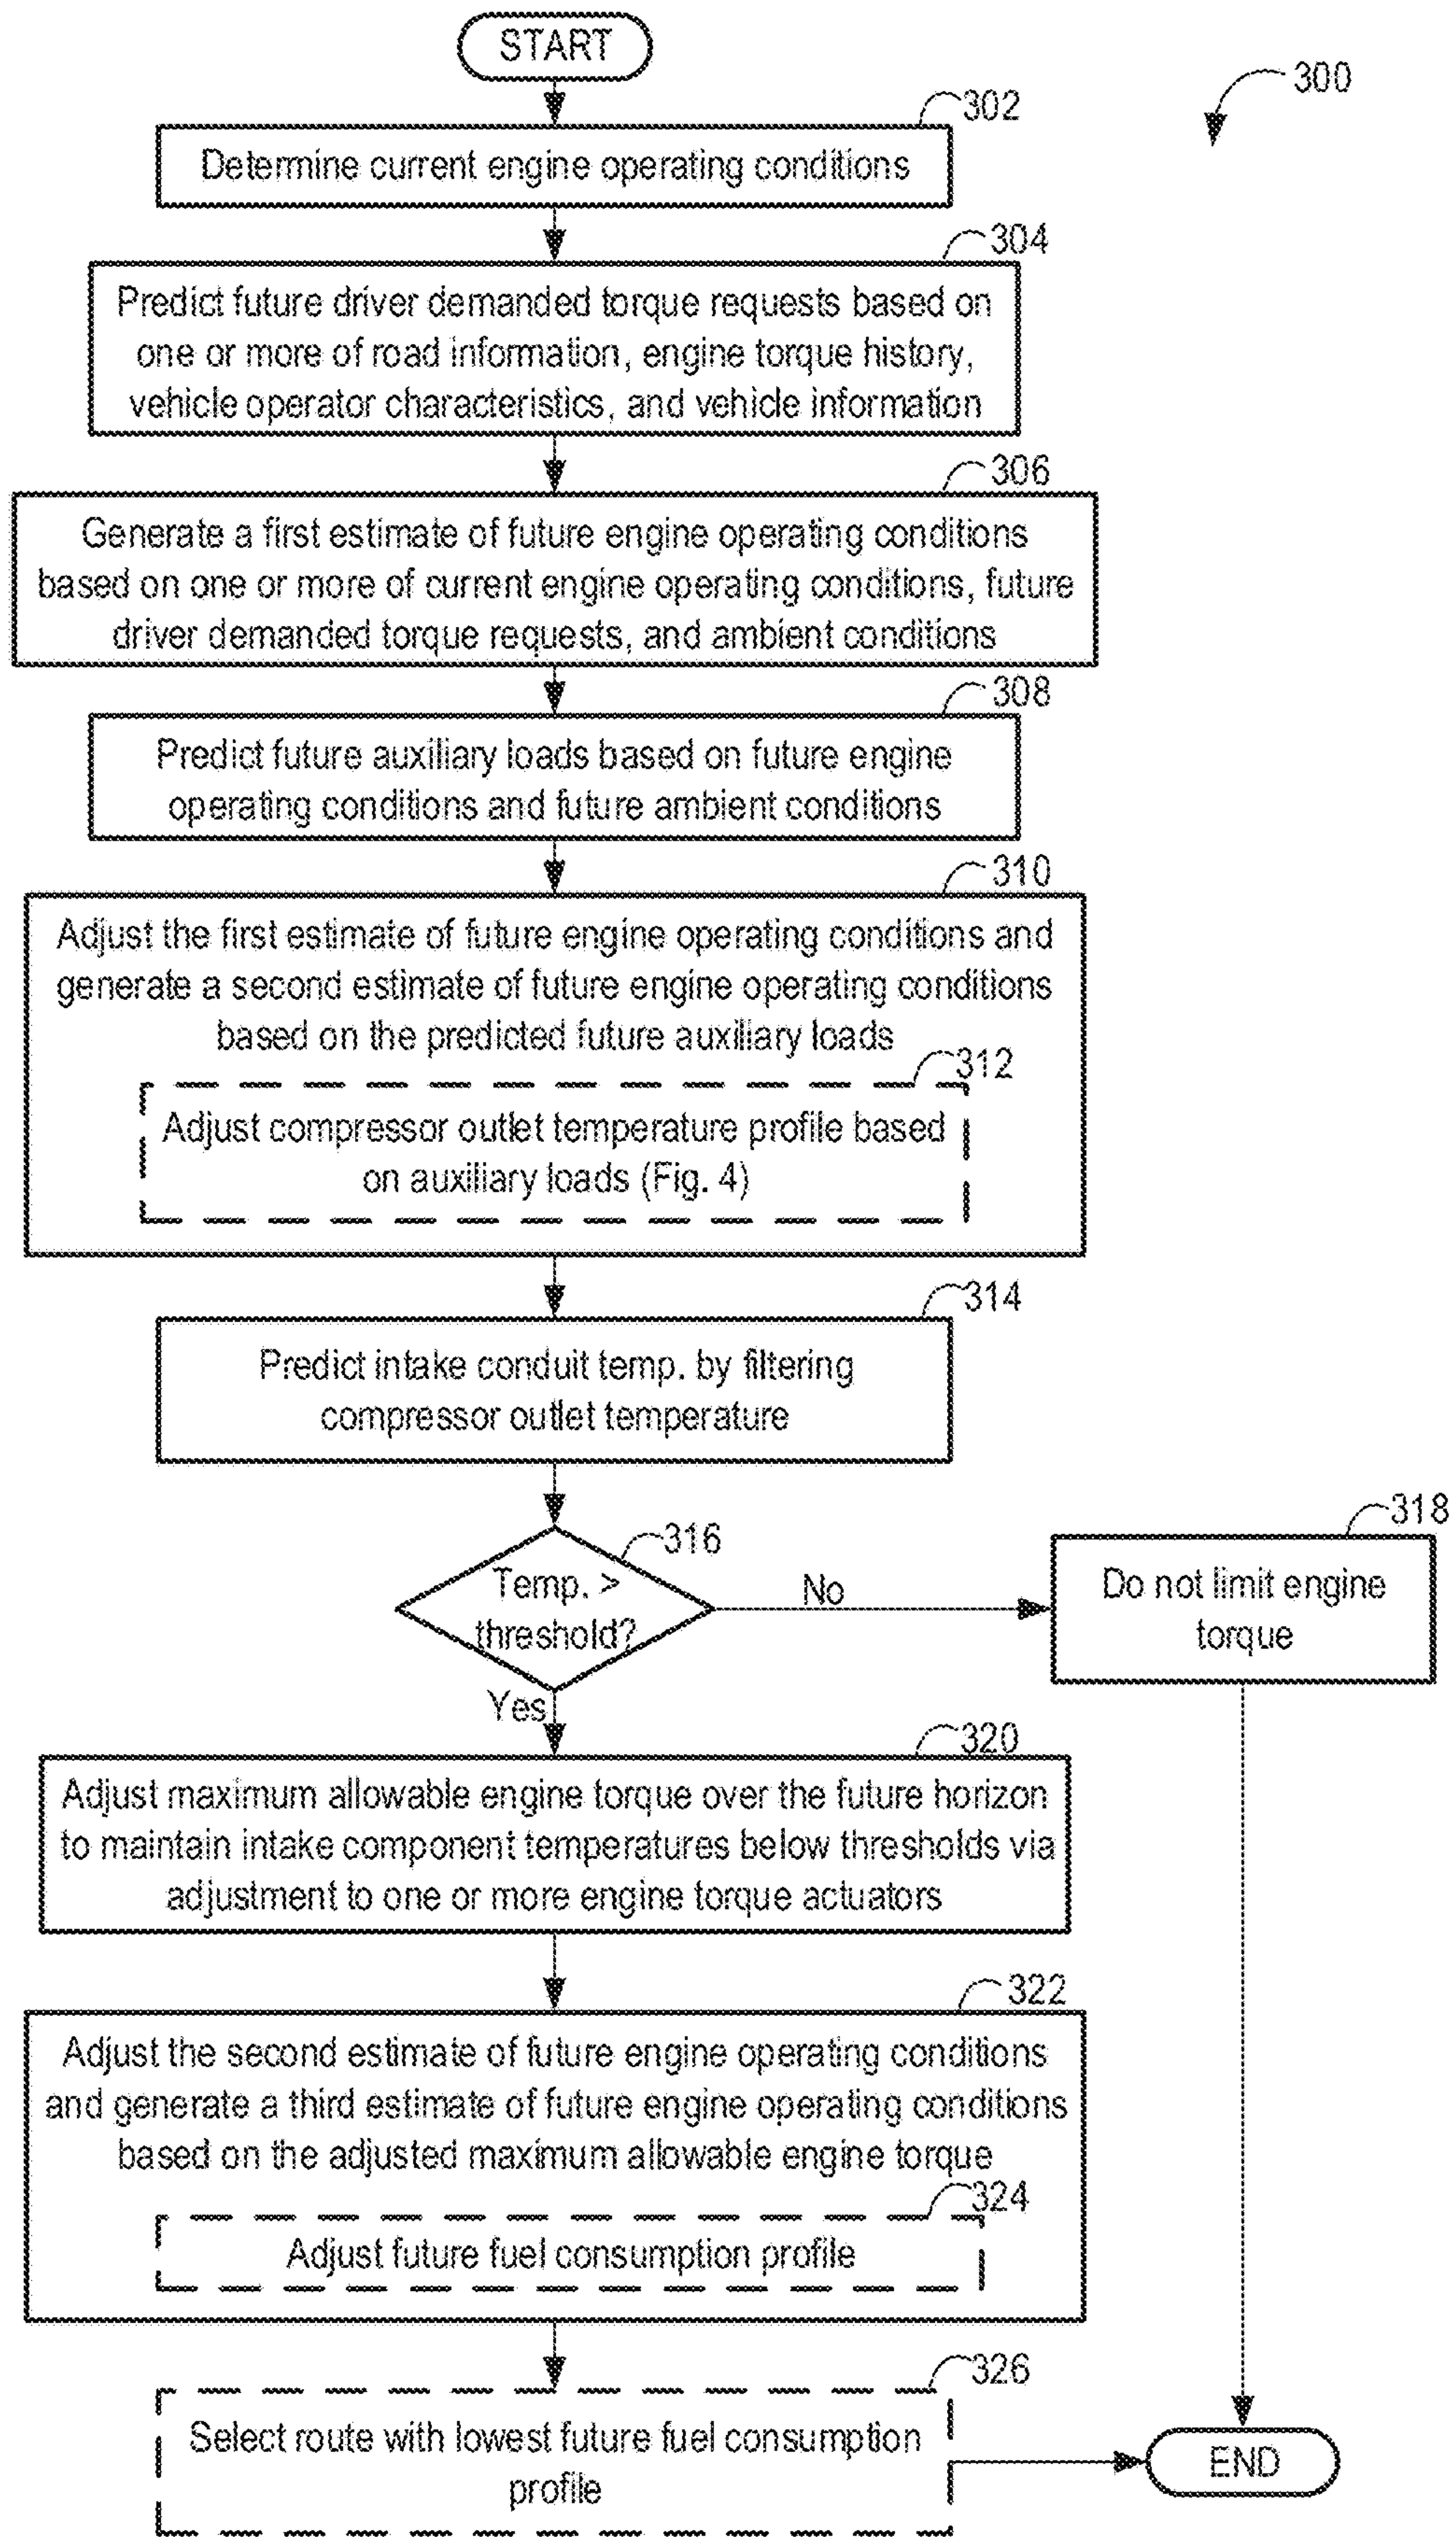 START
300
302
Determine current engine operating conditions
304
Predict future driver demanded torque requests based on
one or more of road information, engine torque history,
vehicle operator characteristics, and vehicle information
306
Generate a first estimate of future engine operating conditions
based on one or more of current engine operating conditions, future
driver demanded torque requests, and ambient conditions
308
Predict future auxiliary loads based on future engine
operating conditions and future ambient conditions
310
Adjust the first estimate of future engine operating conditions and
generate a second estimate of future engine operating conditions
based on the predicted future auxiliary loads
312
Adjust compressor outlet temperature profile based
on auxiliary loads (Fig. 4)
314
Predict intake conduit temp. by filtering
compressor outlet temperature
316
Temp. >
threshold?
No
318
Do not limit engine
torque
Yes
320
Adjust maximum allowable engine torque over the future horizon
to maintain intake component temperatures below thresholds via
adjustment to one or more engine torque actuators
322
Adjust the second estimate of future engine operating conditions
and generate a third estimate of future engine operating conditions
based on the adjusted maximum allowable engine torque
324
Adjust future fuel consumption profile
326
Select route with lowest future fuel consumption
profile
END